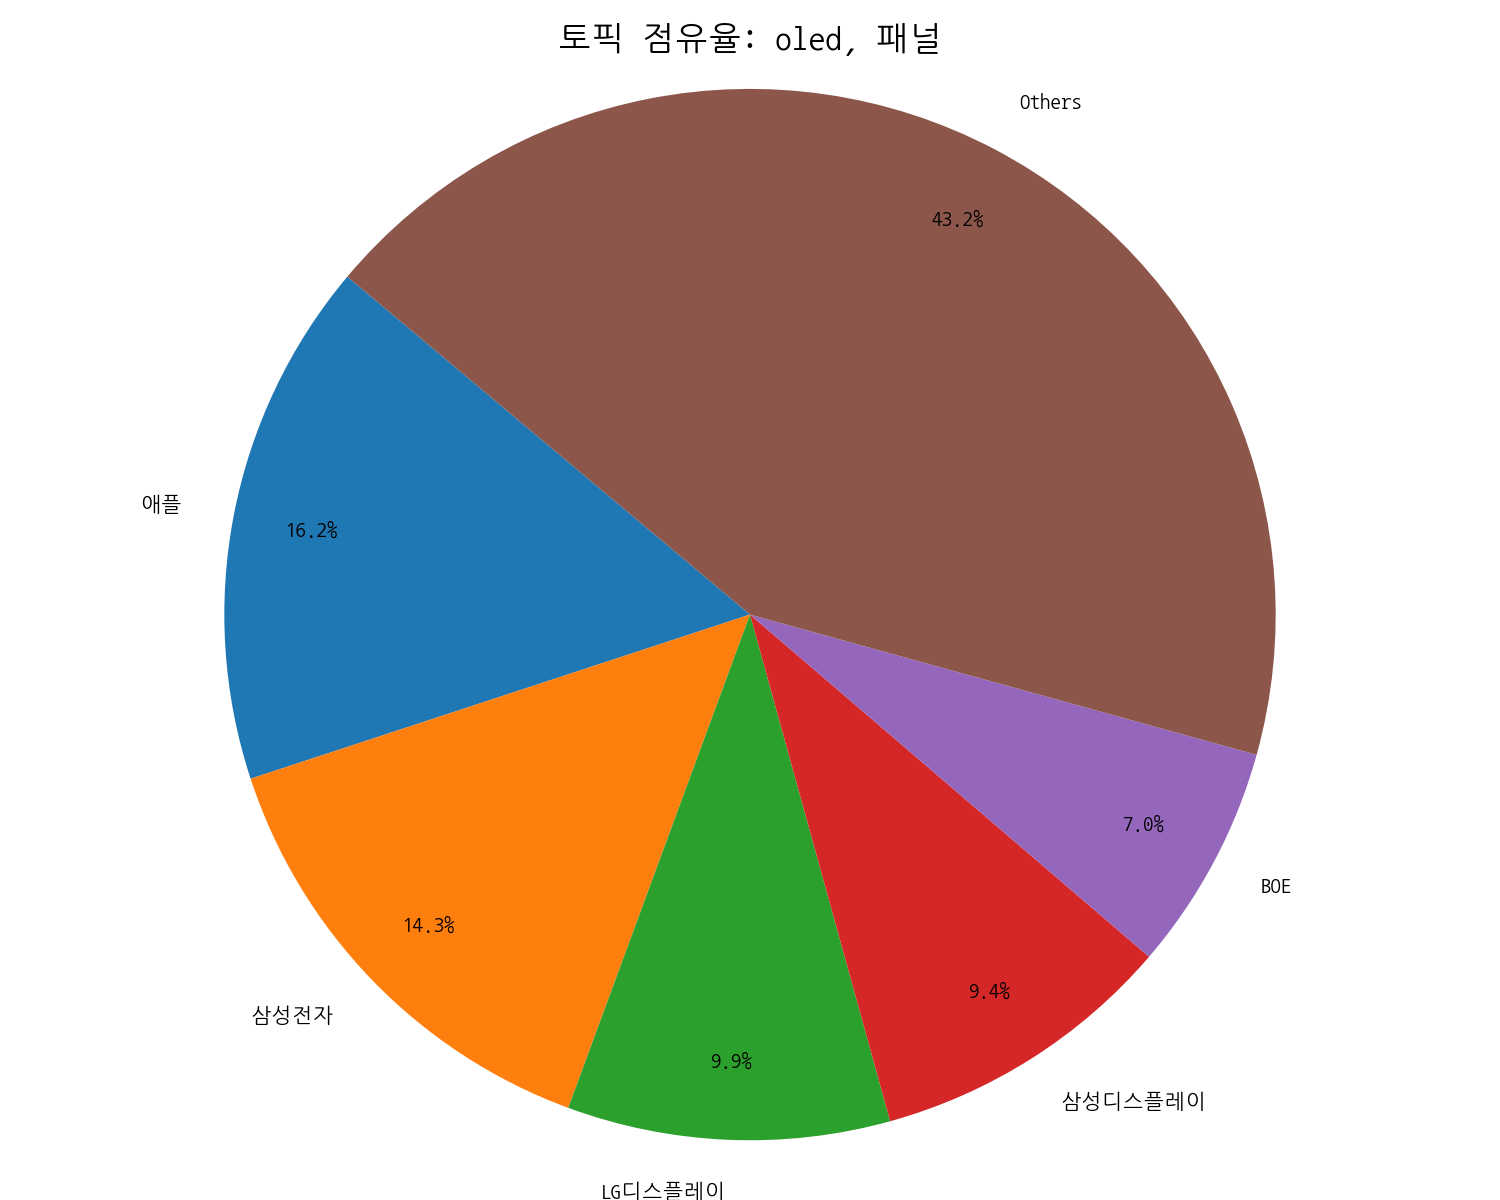 토픽 점유율: oled, 패널
Others
43.2%
애플
16.2%
7.0%
BOE
14.3%
삼성전자
9.4%
9.9%
삼성디스플레이
LG디스플레이